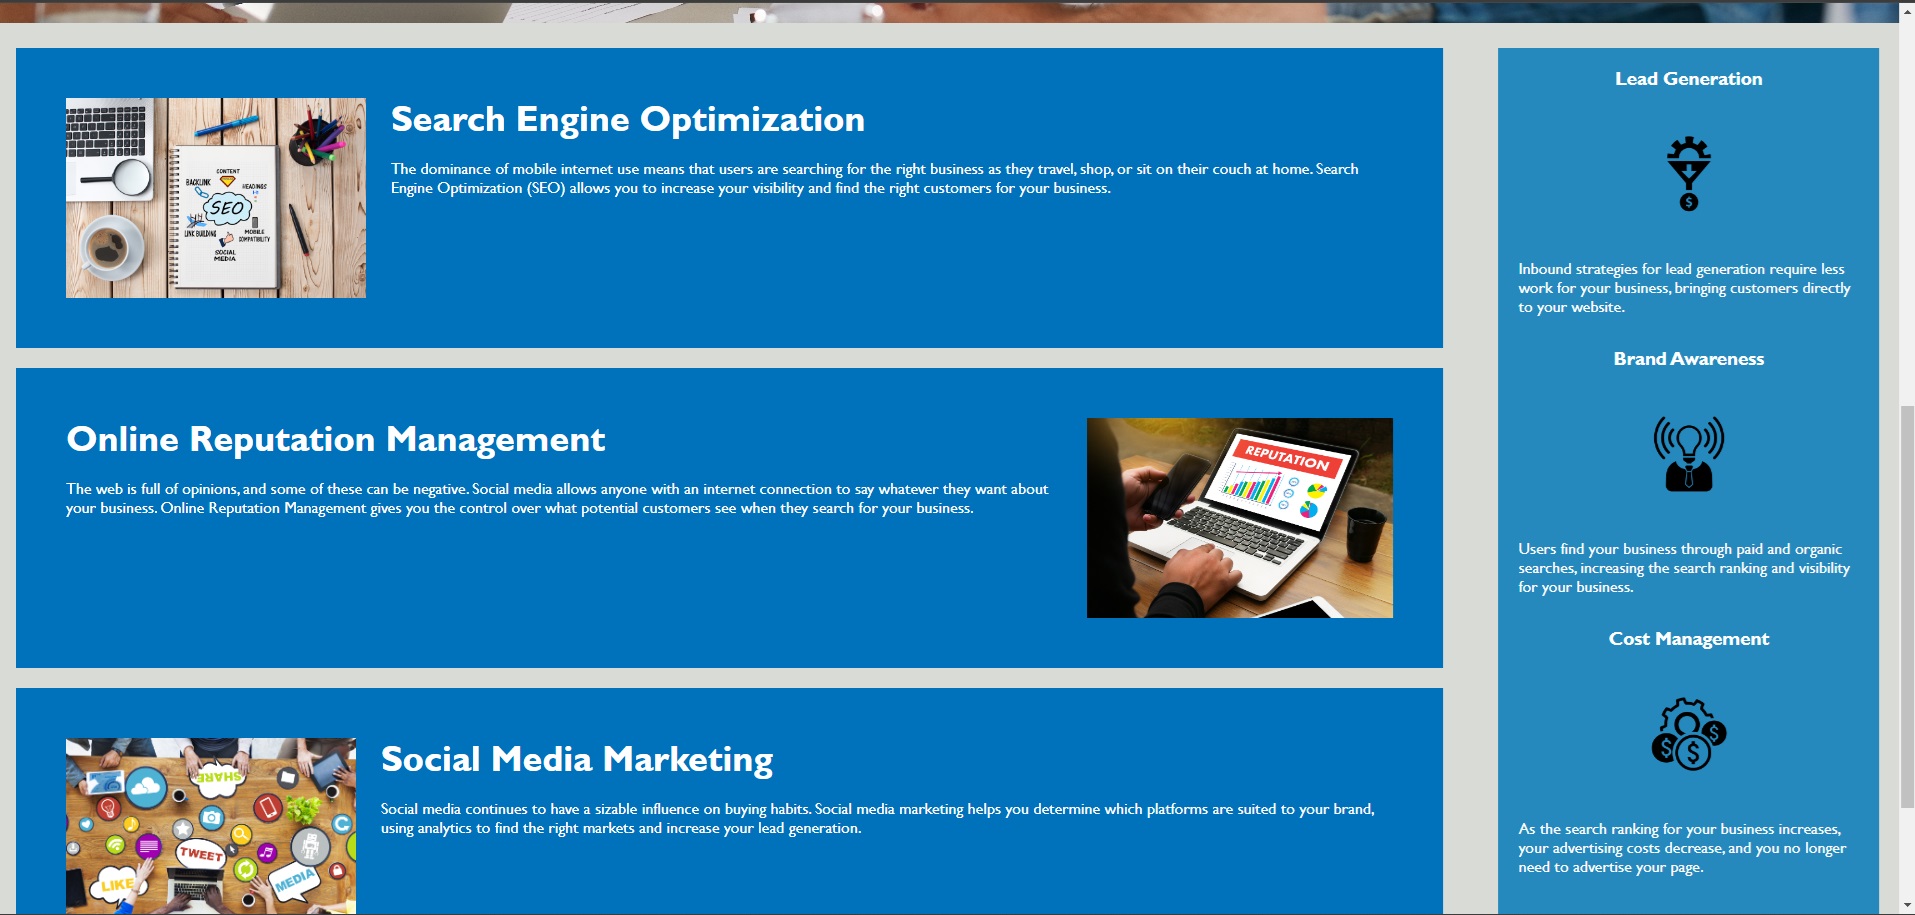 Search Engine Optimization
The dominance of mobile internet use means that users are searching for the right business as they travel, shop, or sit on their couch at home. Search
Engine Optimization (SEO) allows you to increase your visibility and find the right customers for your business.
CONTENT
BACKLINK
HEADINGS
SEO
LINK BUILDING
MOBILE
COMPATIBILITY
SOCIAL
MEDIA
Online Reputation Management
The web is full of opinions, and some of these can be negative. Social media allows anyone with an internet connection to say whatever they want about
your business. Online Reputation Management gives you the control over what potential customers see when they search for your business.
REPUTATION
Social Media Marketing
Social media continues to have a sizable influence on buying habits. Social media marketing helps you determine which platforms are suited to your brand,
using analytics to find the right markets and increase your lead generation.
SHARE
TWEET
LIKE
MEDIA
Lead Generation
$
Inbound strategies for lead generation require less
work for your business, bringing customers directly
to your website.
Brand Awareness
Users find your business through paid and organic
searches, increasing the search ranking and visibility
for your business.
Cost Management
$ $ $
As the search ranking for your business increases,
your advertising costs decrease, and you no longer
need to advertise your page.